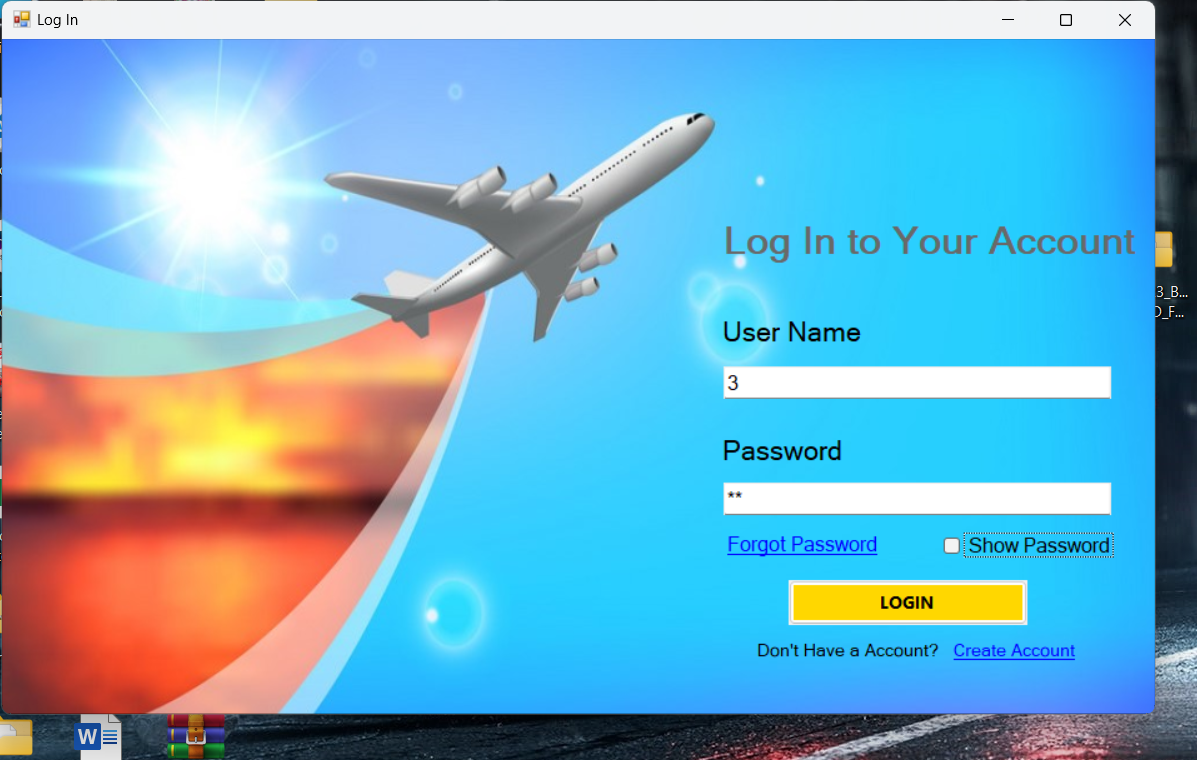 Log In
Log In to Your Account
3_B...
D_F...
User Name
3
Password
**
Forgot Password
Show Password
LOGIN
Don't Have a Account? Create Account
W